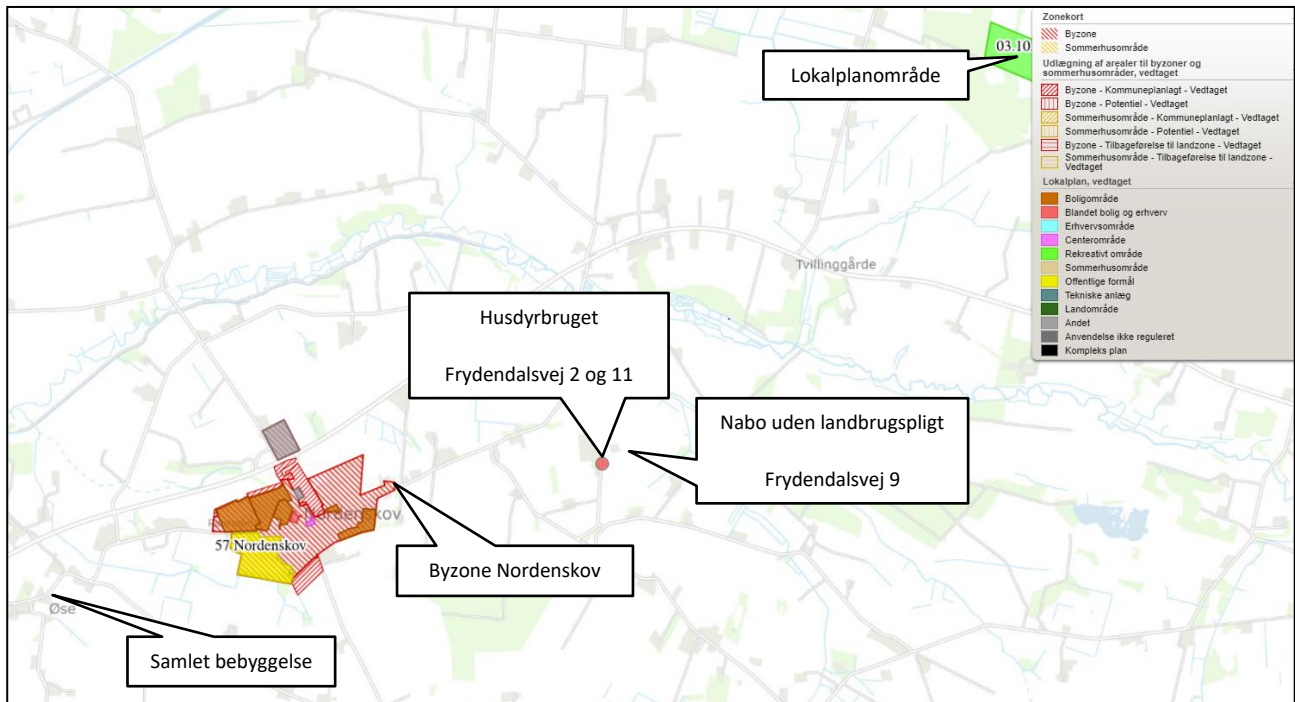 Zonekort
Byzone
Sommerhusområde
Udlægning af arealer til byzoner og
sommerhusområder, vedtaget
Byzone - Kommuneplanlagt - Vedtaget
Byzone - Potentiel - Vedtaget
Sommerhusområde - Kommuneplanlagt - Vedtaget
Sommerhusområde - Potentiel - Vedtaget
Byzone - Tilbageførelse til landzone - Vedtaget
Sommerhusområde - Tilbageførelse til landzone -
Vedtaget
Lokalplan, vedtaget
Boligområde
Blandet bolig og erhverv
Erhvervsområde
Centerområde
Rekreativt område
Sommerhusområde
Offentlige formål
Tekniske anlæg
Landområde
Andet
Anvendelse ikke reguleret
Kompleks plan
03.10
Lokalplanområde
Tvillinggårde
Husdyrbruget
Frydendalsvej 2 og 11
Nabo uden landbrugspligt
Frydendalsvej 9
Nordenskov
57 Nordenskov
Byzone Nordenskov
Øse
Samlet bebyggelse